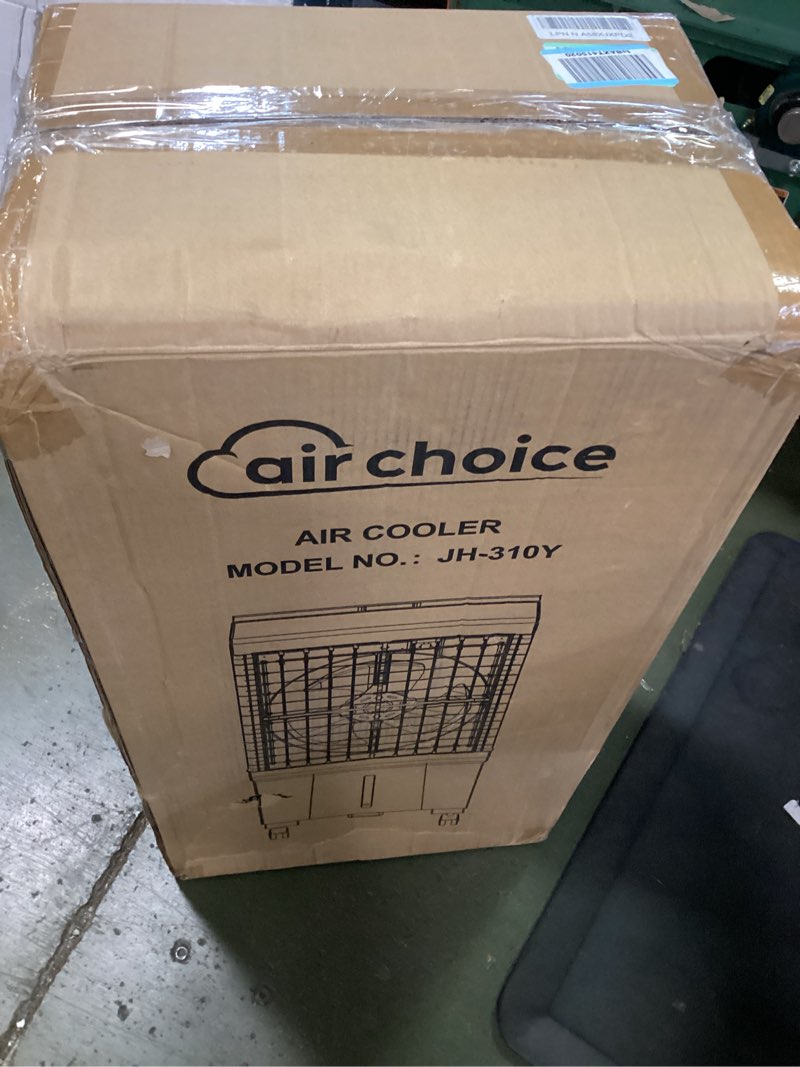 air choice
AIR COOLER
MODEL NO.: JH-310Y